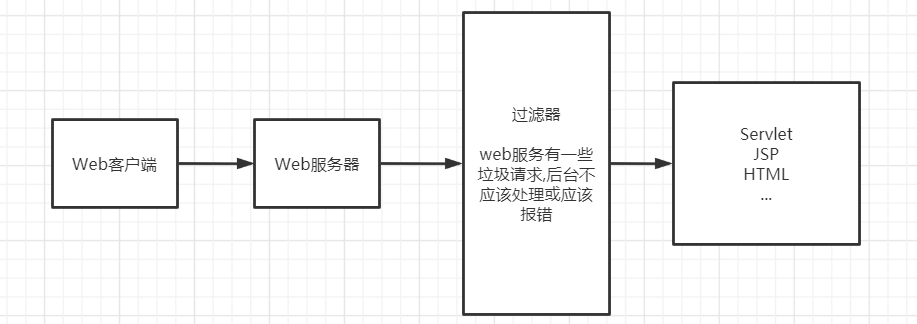 Web客户端
Web服务器
过滤器
web服务有一些
垃圾请求,后台不
应该处理或应该
报错
Servlet
JSP
HTML
...